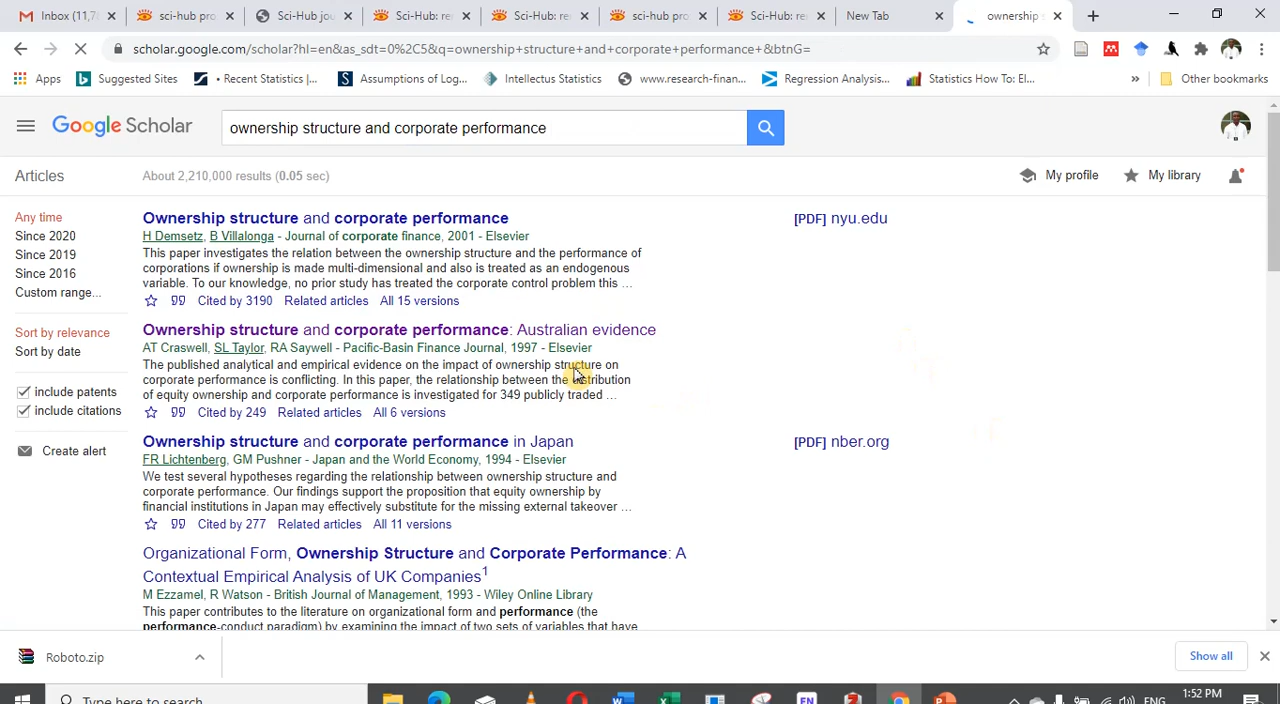 Inbox (11,7
sci-hub pro
Sci-Hub jou
Sci-Hub: re
Sci-Hub: re
sci-hub pro
Sci-Hub: re
New Tab
ownership s
scholar.google.com/scholar?hl=en&as_sdt=0%2C5&q=ownership+structure+and+corporate+performance+&btnG=
Apps
Suggested Sites
• Recent Statistics |...
Assumptions of Log...
Intellectus Statistics
www.research-finan...
Regression Analysis...
Statistics How To: El...
»
Other bookmarks
Google Scholar
ownership structure and corporate performance
Articles
About 2,210,000 results (0.05 sec)
My profile
My library
Any time
Since 2020
Since 2019
Since 2016
Custom range...
Sort by relevance
Sort by date
include patents
include citations
Create alert
Ownership structure and corporate performance
[PDF] nyu.edu
H Demsetz, B Villalonga - Journal of corporate finance, 2001 - Elsevier
This paper investigates the relation between the ownership structure and the performance of
corporations if ownership is made multi-dimensional and also is treated as an endogenous
variable. To our knowledge, no prior study has treated the corporate control problem this ...
Cited by 3190 Related articles All 15 versions
Ownership structure and corporate performance: Australian evidence
AT Craswell, SL Taylor, RA Saywell - Pacific-Basin Finance Journal, 1997 - Elsevier
The published analytical and empirical evidence on the impact of ownership structure on
corporate performance is conflicting. In this paper, the relationship between the distribution
of equity ownership and corporate performance is investigated for 349 publicly traded ...
Cited by 249 Related articles All 6 versions
Ownership structure and corporate performance in Japan
[PDF] nber.org
FR Lichtenberg, GM Pushner - Japan and the World Economy, 1994 - Elsevier
We test several hypotheses regarding the relationship between ownership structure and
corporate performance. Our findings support the proposition that equity ownership by
financial institutions in Japan may effectively substitute for the missing external takeover ...
Cited by 277 Related articles All 11 versions
Organizational Form, Ownership Structure and Corporate Performance: A
Contextual Empirical Analysis of UK Companies1
M Ezzamel, R Watson - British Journal of Management, 1993 - Wiley Online Library
This paper contributes to the literature on organizational form and performance (the
performance-conduct paradigm) by examining the impact of two sets of variables that have
Roboto.zip
Show all
Type here to search
ENG
1:52 PM